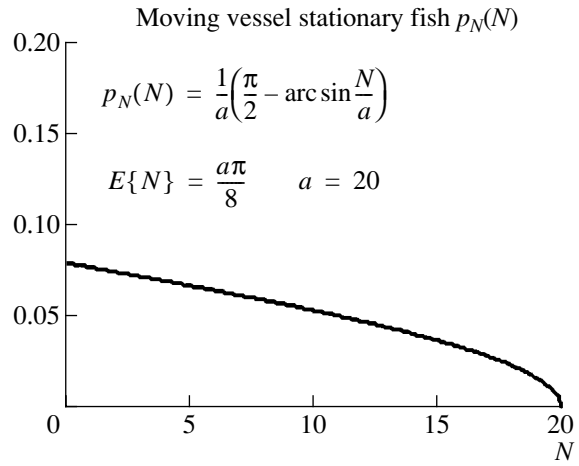 Moving vessel stationary fish p_N(N)
0.20
p_N(N) = 1/a(π/2 – arc sin N/a)
0.15
E{N} = aπ/8 a = 20
0.10
0.05
0 5 10 15 20
N